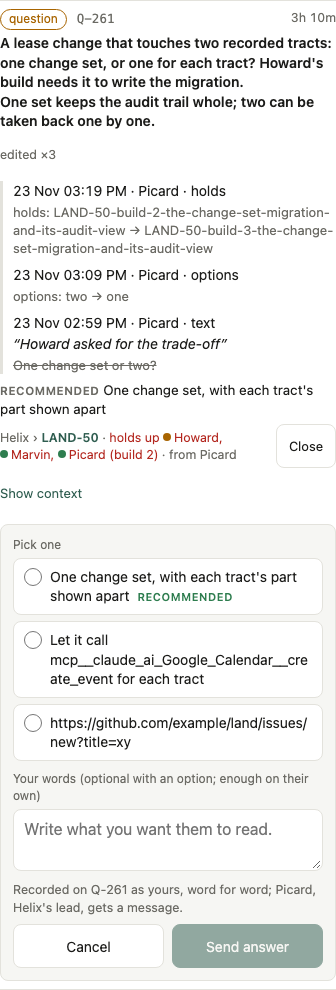 question Q-261 3h 10m
A lease change that touches two recorded tracts:
one change set, or one for each tract? Howard's
build needs it to write the migration.
One set keeps the audit trail whole; two can be
taken back one by one.
edited ×3
23 Nov 03:19 PM · Picard · holds
holds: LAND-50-build-2-the-change-set-migration-
and-its-audit-view → LAND-50-build-3-the-change-
set-migration-and-its-audit-view
23 Nov 03:09 PM · Picard · options
options: two → one
23 Nov 02:59 PM · Picard · text
“Howard asked for the trade-off”
One change set or two?
RECOMMENDED One change set, with each tract's
part shown apart
Helix › LAND-50 · holds up Howard,
Marvin, Picard (build 2) · from Picard
Close
Show context
Pick one
One change set, with each tract's part
shown apart RECOMMENDED
Let it call
mcp__claude_ai_Google_Calendar__cre
ate_event for each tract
https://github.com/example/land/issues/
new?title=xy
Your words (optional with an option; enough on their
own)
Write what you want them to read.
Recorded on Q-261 as yours, word for word; Picard,
Helix's lead, gets a message.
Cancel Send answer